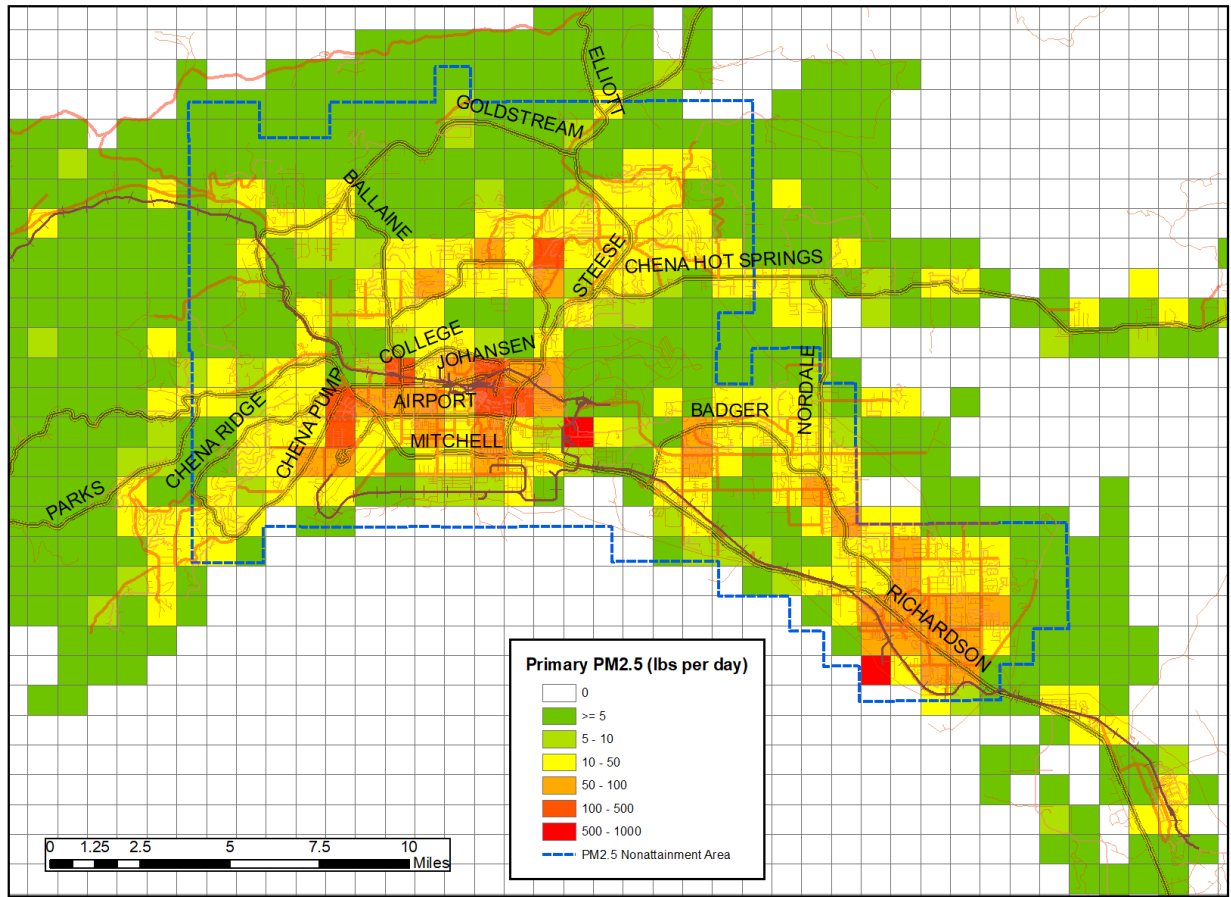 ELLIOTT
GOLDSTREAM
BALLAINE
STEESE
CHENA HOT SPRINGS
COLLEGE
JOHANSEN
NORDALE
AIRPORT
BADGER
CHENA PUMP
CHENA RIDGE
MITCHELL
PARKS
RICHARDSON
Primary PM2.5 (lbs per day)
0
>= 5
5 - 10
10 - 50
50 - 100
100 - 500
500 - 1000
PM2.5 Nonattainment Area
0 1.25 2.5 5 7.5 10
Miles